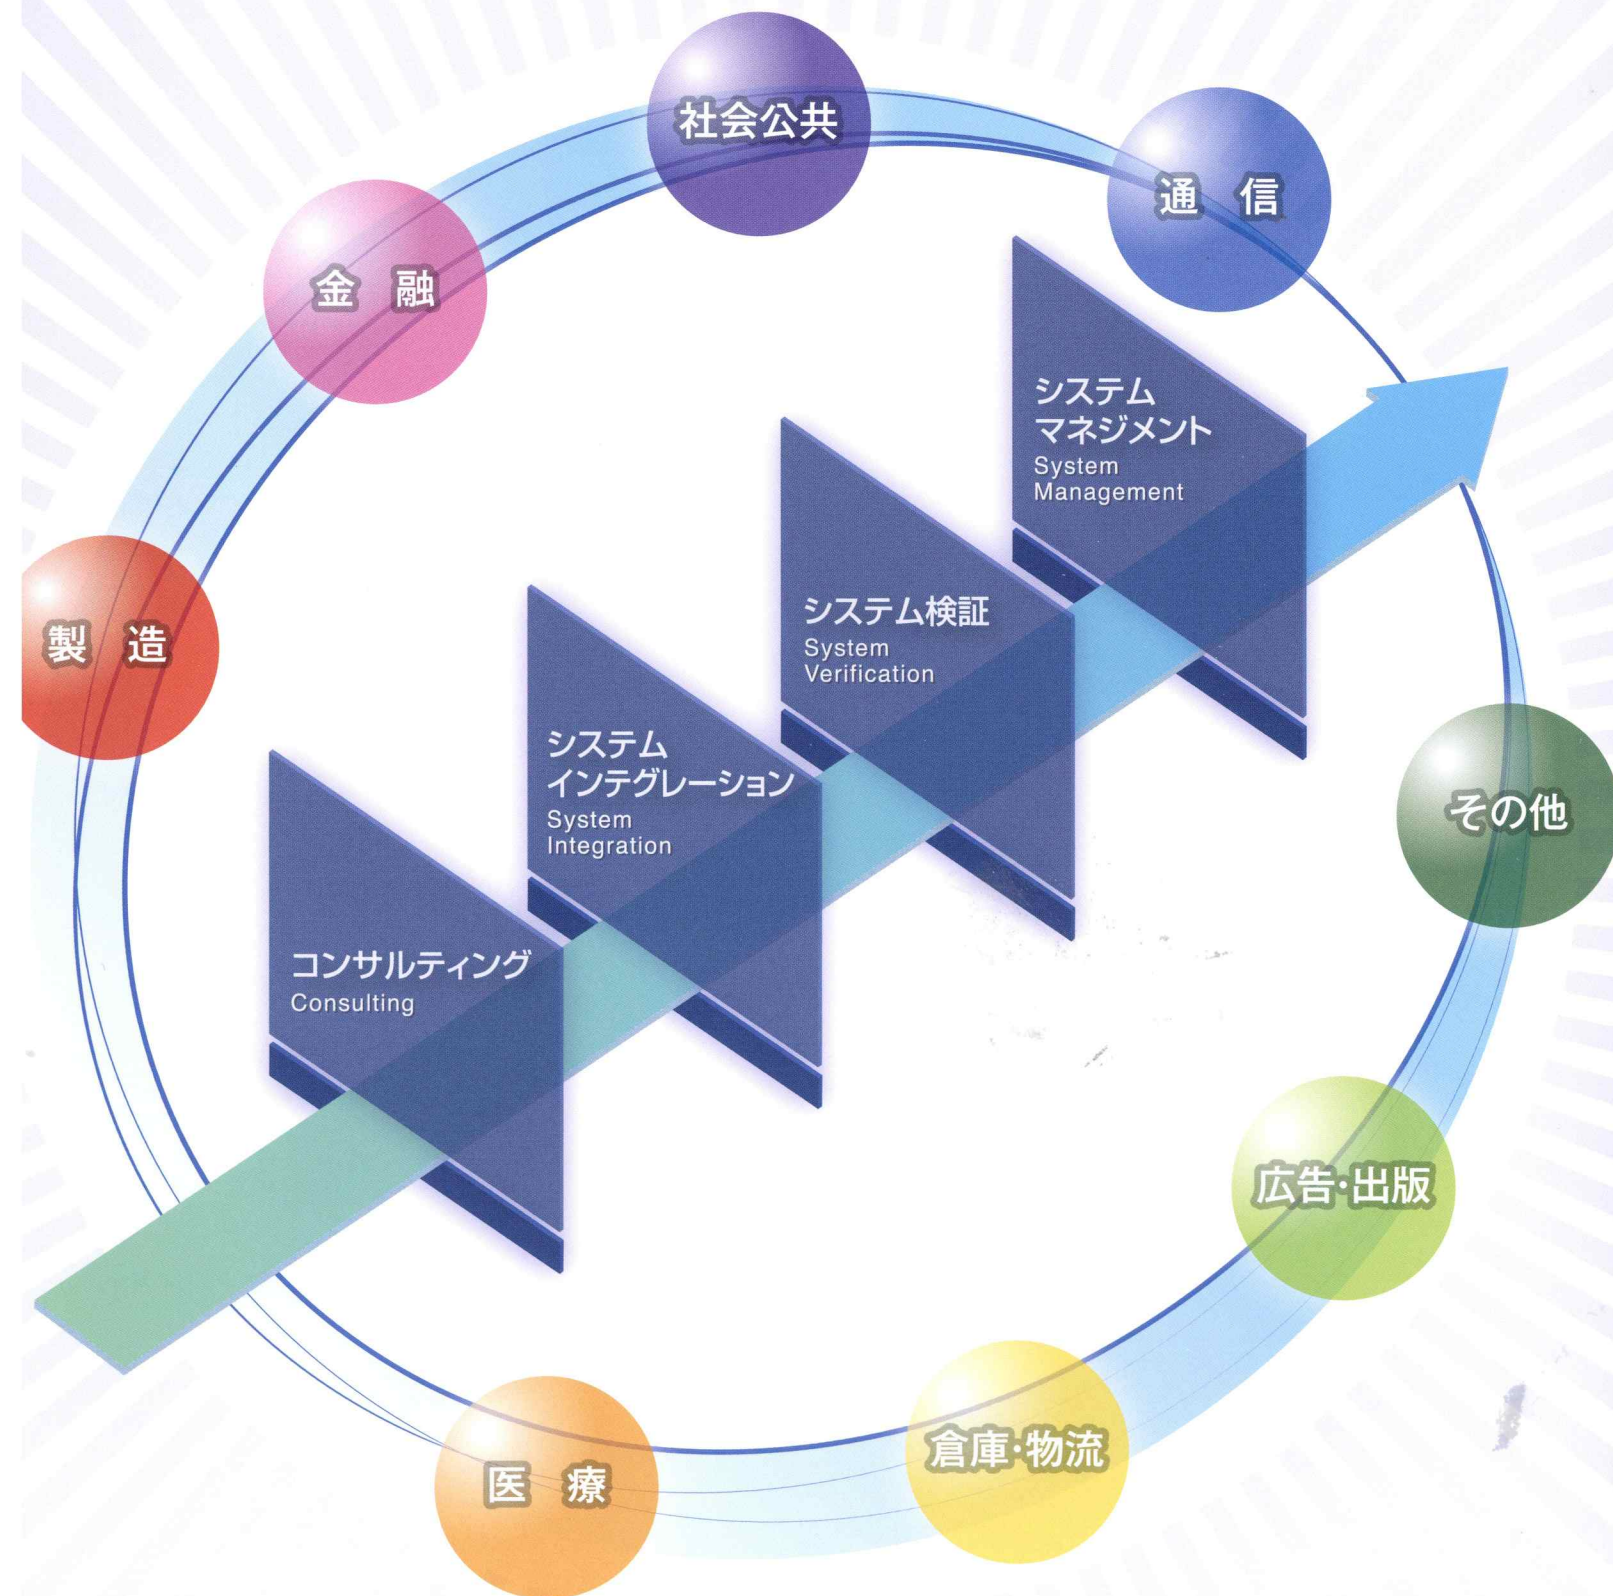 社会公共
通 信
金 融
システム
マネジメント
System
Management
システム検証
System
Verification
製 造
システム
インテグレーション
System
Integration
その他
コンサルティング
Consulting
広告・出版
倉庫・物流
医 療